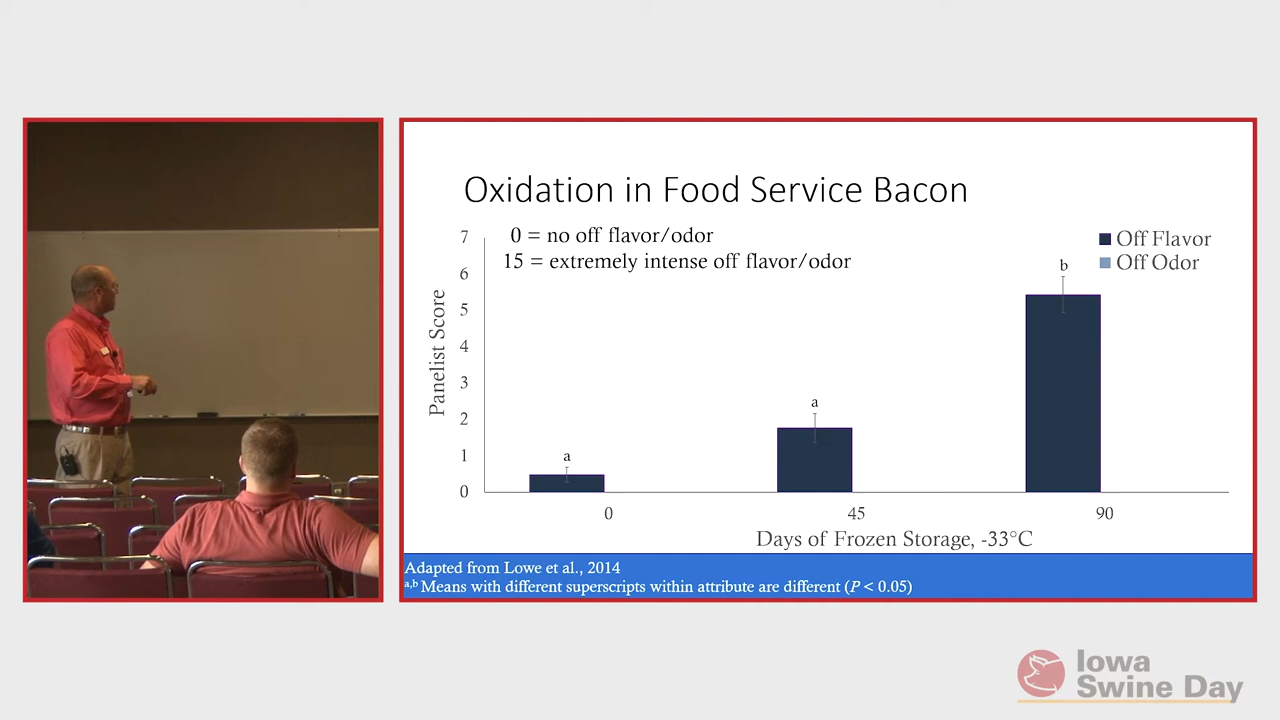 Oxidation in Food Service Bacon
0 = no off flavor/odor
15 = extremely intense off flavor/odor
Off Flavor
Off Odor
Panelist Score
7
6
5
4
3
2
1
0
a
a
b
0
45
90
Days of Frozen Storage, -33°C
Adapted from Lowe et al., 2014
a,b Means with different superscripts within attribute are different (P < 0.05)
Iowa
Swine Day